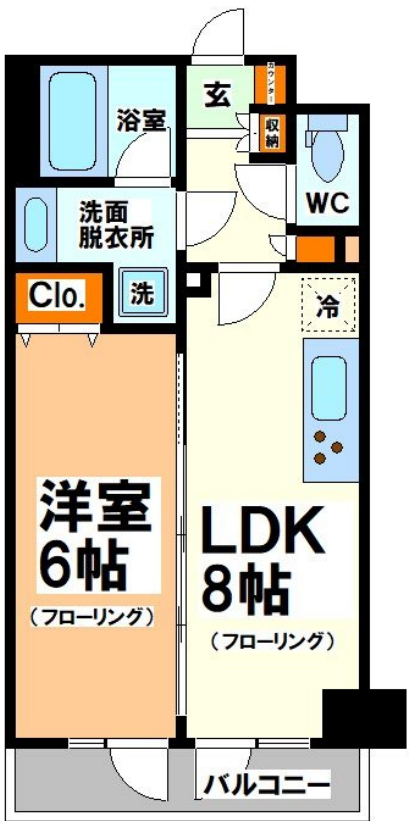 玄
カウンター
浴室
収納
WC
洗面
脱衣所
洗
Clo.
冷
洋室
6帖
(フローリング)
LDK
8帖
(フローリング)
バルコニー